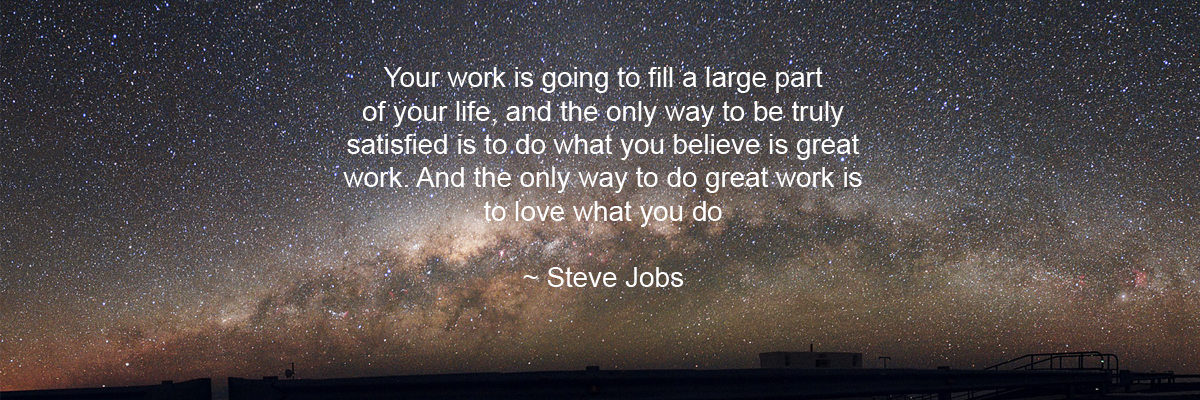 Your work is going to fill a large part
of your life, and the only way to be truly
satisfied is to do what you believe is great
work. And the only way to do great work is
to love what you do
~ Steve Jobs